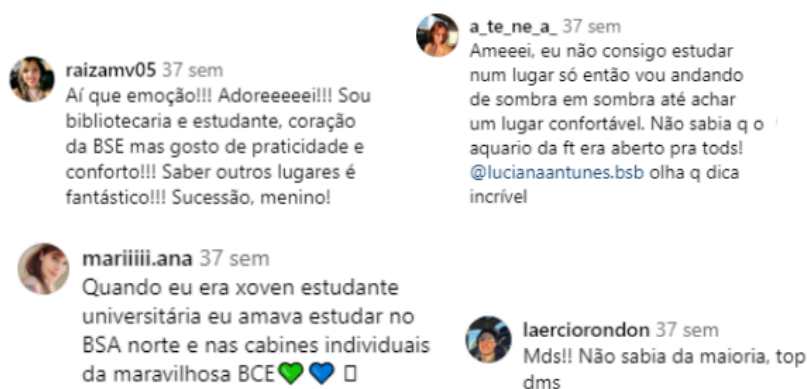 raizamv05 37 sem
Aí que emoção!!! Adoreeeeei!!! Sou
bibliotecaria e estudante, coração
da BSE mas gosto de praticidade e
conforto!!! Saber outros lugares é
fantástico!!! Sucessão, menino!
a_te_ne_a_ 37 sem
Ameeei, eu não consigo estudar
num lugar só então vou andando
de sombra em sombra até achar
um lugar confortável. Não sabia q o
aquario da ft era aberto pra tods!
@lucianaantunes.bsb olha q dica
incrível
mariiiii.ana 37 sem
Quando eu era xoven estudante
universitária eu amava estudar no
BSA norte e nas cabines individuais
da maravilhosa BCE💚💙
laerciorondon 37 sem
Mds!! Não sabia da maioria, top
dms